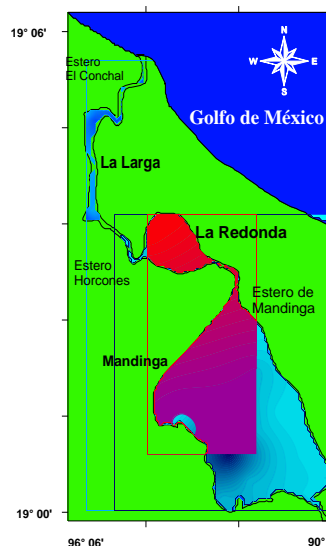 19° 06'
N
W E
S
Estero
El Conchal
Golfo de México
La Larga
La Redonda
Estero
Horcones
Estero de
Mandinga
Mandinga
19° 00'
96° 06'
90°